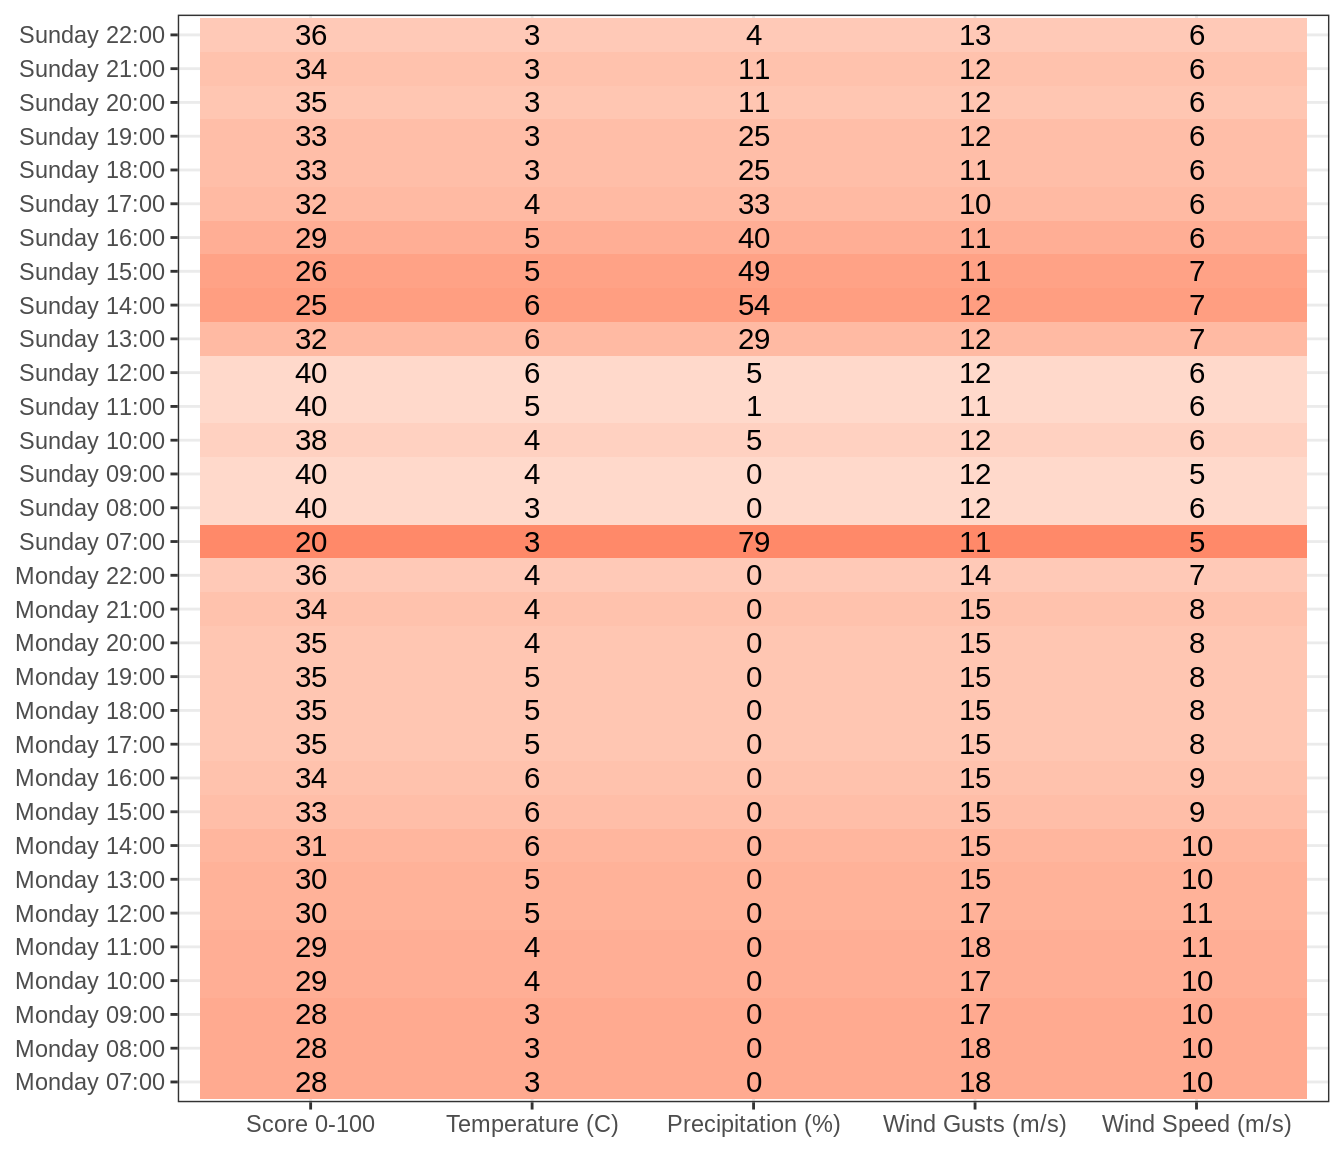 Sunday 22:00 36 3 4 13 6
Sunday 21:00 34 3 11 12 6
Sunday 20:00 35 3 11 12 6
Sunday 19:00 33 3 25 12 6
Sunday 18:00 33 3 25 11 6
Sunday 17:00 32 4 33 10 6
Sunday 16:00 29 5 40 11 6
Sunday 15:00 26 5 49 11 7
Sunday 14:00 25 6 54 12 7
Sunday 13:00 32 6 29 12 7
Sunday 12:00 40 6 5 12 6
Sunday 11:00 40 5 1 11 6
Sunday 10:00 38 4 5 12 6
Sunday 09:00 40 4 0 12 5
Sunday 08:00 40 3 0 12 6
Sunday 07:00 20 3 79 11 5
Monday 22:00 36 4 0 14 7
Monday 21:00 34 4 0 15 8
Monday 20:00 35 4 0 15 8
Monday 19:00 35 5 0 15 8
Monday 18:00 35 5 0 15 8
Monday 17:00 35 5 0 15 8
Monday 16:00 34 6 0 15 9
Monday 15:00 33 6 0 15 9
Monday 14:00 31 6 0 15 10
Monday 13:00 30 5 0 15 10
Monday 12:00 30 5 0 17 11
Monday 11:00 29 4 0 18 11
Monday 10:00 29 4 0 17 10
Monday 09:00 28 3 0 17 10
Monday 08:00 28 3 0 18 10
Monday 07:00 28 3 0 18 10
Score 0-100 Temperature (C) Precipitation (%) Wind Gusts (m/s) Wind Speed (m/s)